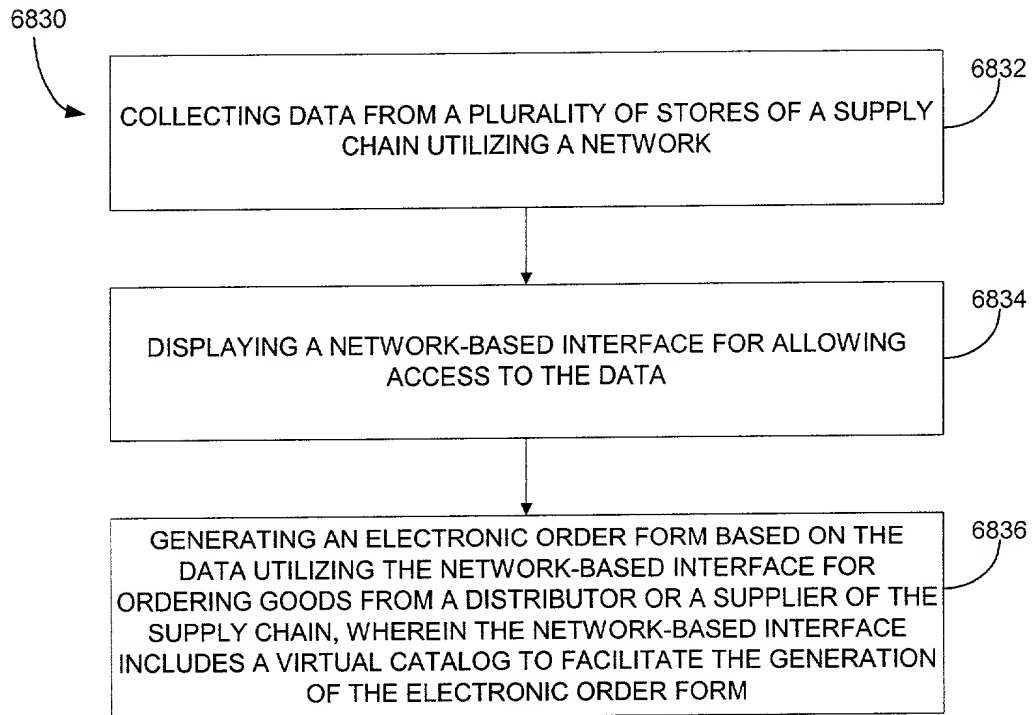 6830
6832
COLLECTING DATA FROM A PLURALITY OF STORES OF A SUPPLY
CHAIN UTILIZING A NETWORK
6834
DISPLAYING A NETWORK-BASED INTERFACE FOR ALLOWING
ACCESS TO THE DATA
6836
GENERATING AN ELECTRONIC ORDER FORM BASED ON THE
DATA UTILIZING THE NETWORK-BASED INTERFACE FOR
ORDERING GOODS FROM A DISTRIBUTOR OR A SUPPLIER OF THE
SUPPLY CHAIN, WHEREIN THE NETWORK-BASED INTERFACE
INCLUDES A VIRTUAL CATALOG TO FACILITATE THE GENERATION
OF THE ELECTRONIC ORDER FORM